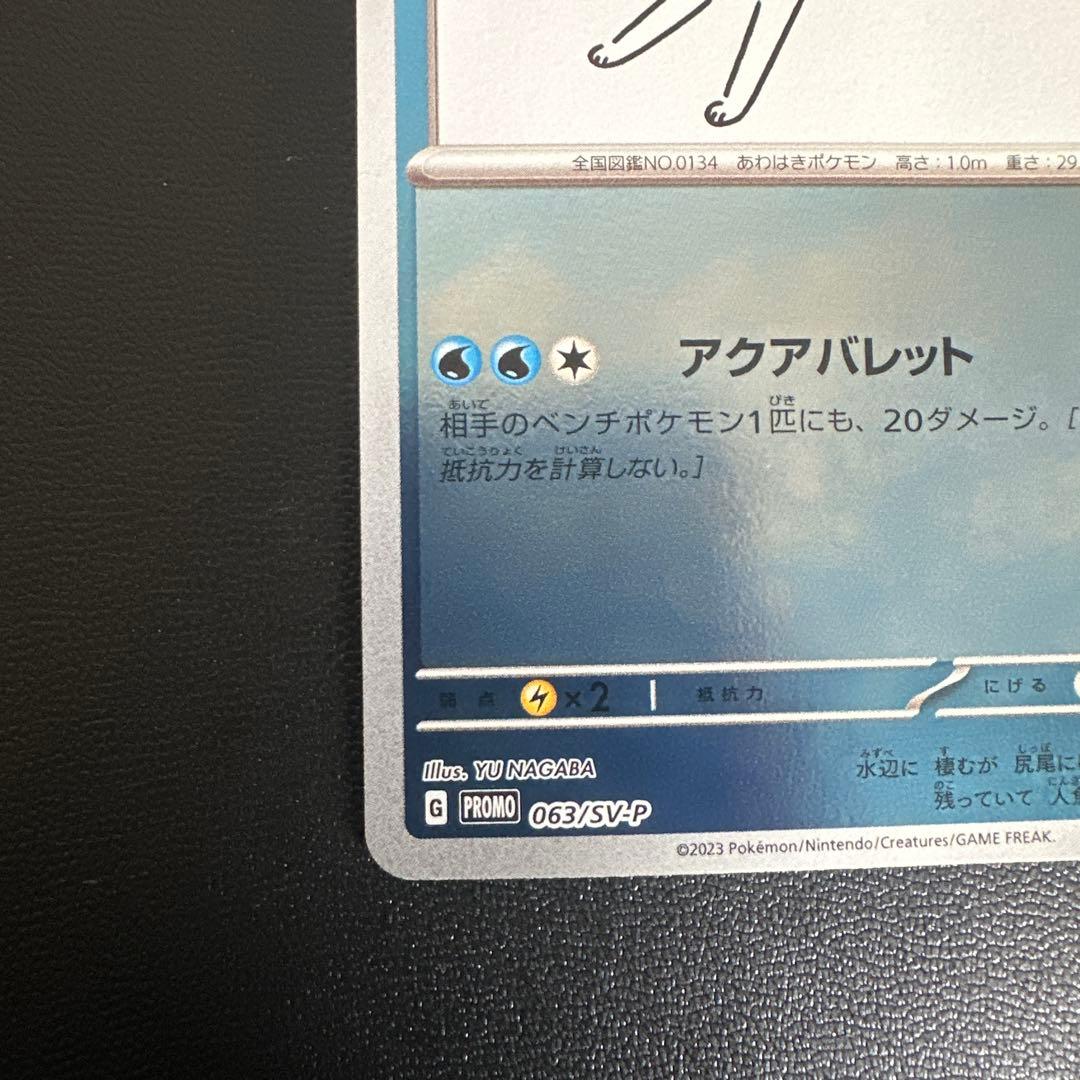 全国図鑑NO.0134 あわはきポケモン 高さ：1.0m 重さ：29
アクアバレット
あいて びき
相手のベンチポケモン1匹にも、20ダメージ。[
ていこうりょく けいさん
抵抗力を計算しない。]
弱点 ×2 抵抗力 にげる
Illus. YU NAGABA
みずべ す しっぽ
水辺に 棲むが 尻尾に
G PROMO 063/SV-P
のこ
残っていて 人
©2023 Pokémon/Nintendo/Creatures/GAME FREAK.